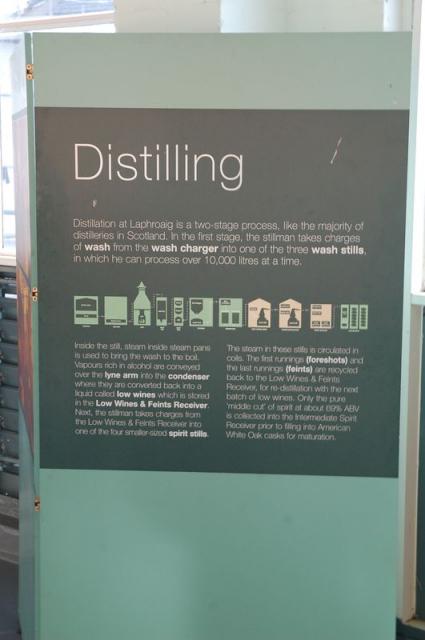 Distilling
F
Distillation at Laphroaig is a two-stage process, like the majority of
distilleries in Scotland. In the first stage, the stillman takes charges
of wash from the wash charger into one of the three wash stills,
in which he can process over 10,000 litres at a time.
Inside the still, steam inside steam pans
is used to bring the wash to the boil.
Vapours rich in alcohol are conveyed
over the lyne arm into the condenser
where they are converted back into a
liquid called low wines which is stored
in the Low Wines & Feints Receiver.
Next, the stillman takes charges from
the Low Wines & Feints Receiver into
one of the four smaller-sized spirit stills.
The steam in these stills is circulated in
coils. The first runnings (foreshots) and
the last runnings (feints) are recycled
back to the Low Wines & Feints
Receiver, for re-distillation with the next
batch of low wines. Only the pure
'middle cut' of spirit at about 69% ABV
is collected into the Intermediate Spirit
Receiver prior to filling into American
White Oak casks for maturation.